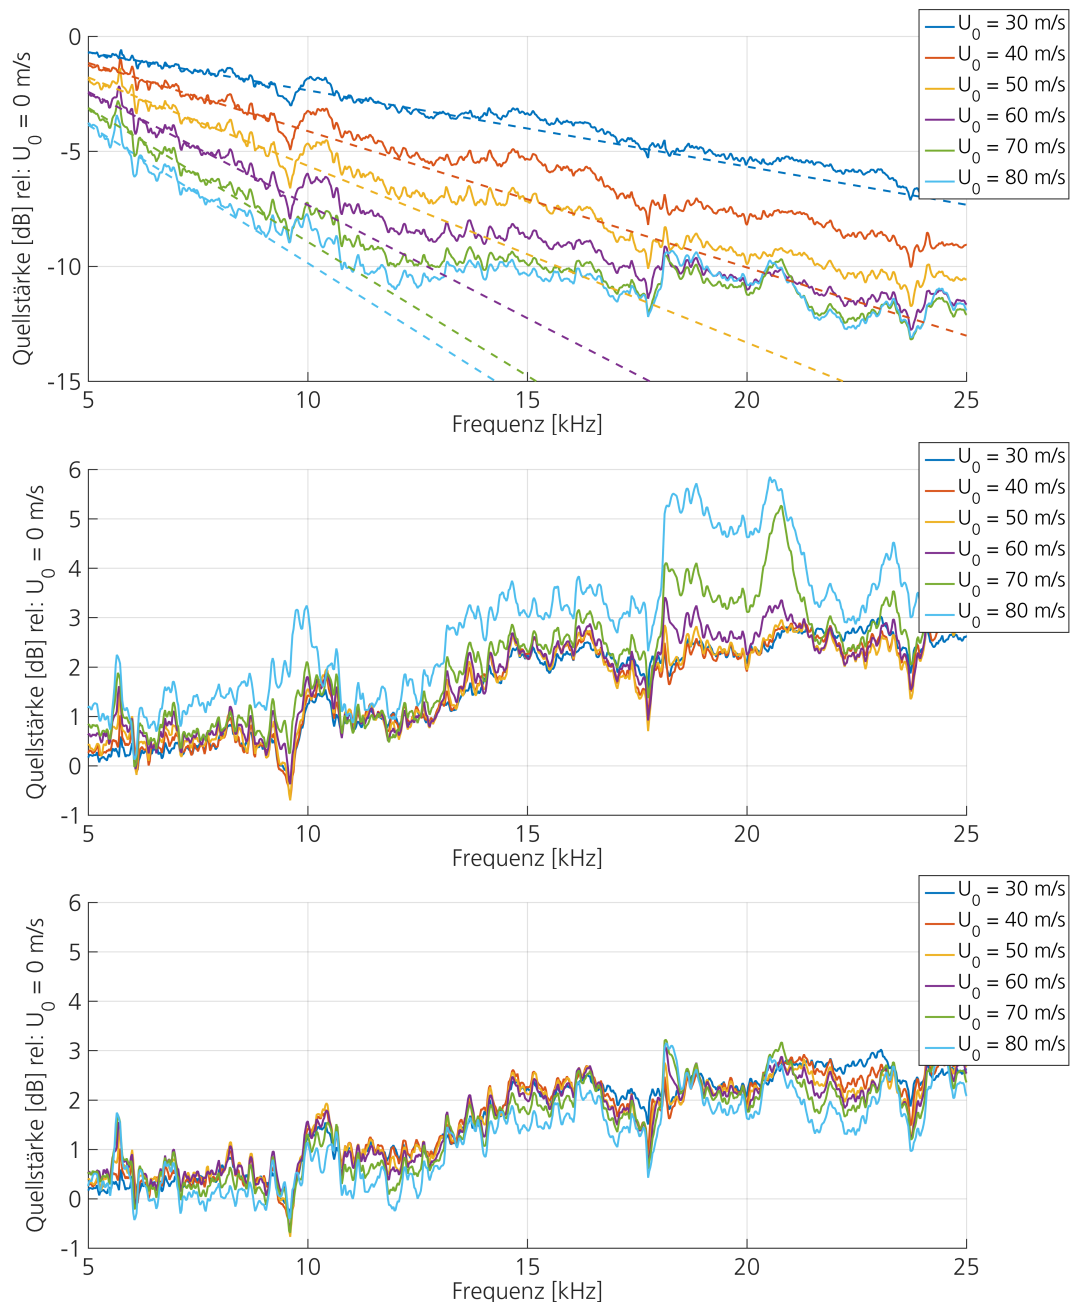 0
-5
-10
-15
5
10
15
20
25
Quellstärke [dB] rel: U0 = 0 m/s
Frequenz [kHz]
U0 = 30 m/s
U0 = 40 m/s
U0 = 50 m/s
U0 = 60 m/s
U0 = 70 m/s
U0 = 80 m/s
6
5
4
3
2
1
0
-1
5
10
15
20
25
Quellstärke [dB] rel: U0 = 0 m/s
Frequenz [kHz]
U0 = 30 m/s
U0 = 40 m/s
U0 = 50 m/s
U0 = 60 m/s
U0 = 70 m/s
U0 = 80 m/s
6
5
4
3
2
1
0
-1
5
10
15
20
25
Quellstärke [dB] rel: U0 = 0 m/s
Frequenz [kHz]
U0 = 30 m/s
U0 = 40 m/s
U0 = 50 m/s
U0 = 60 m/s
U0 = 70 m/s
U0 = 80 m/s